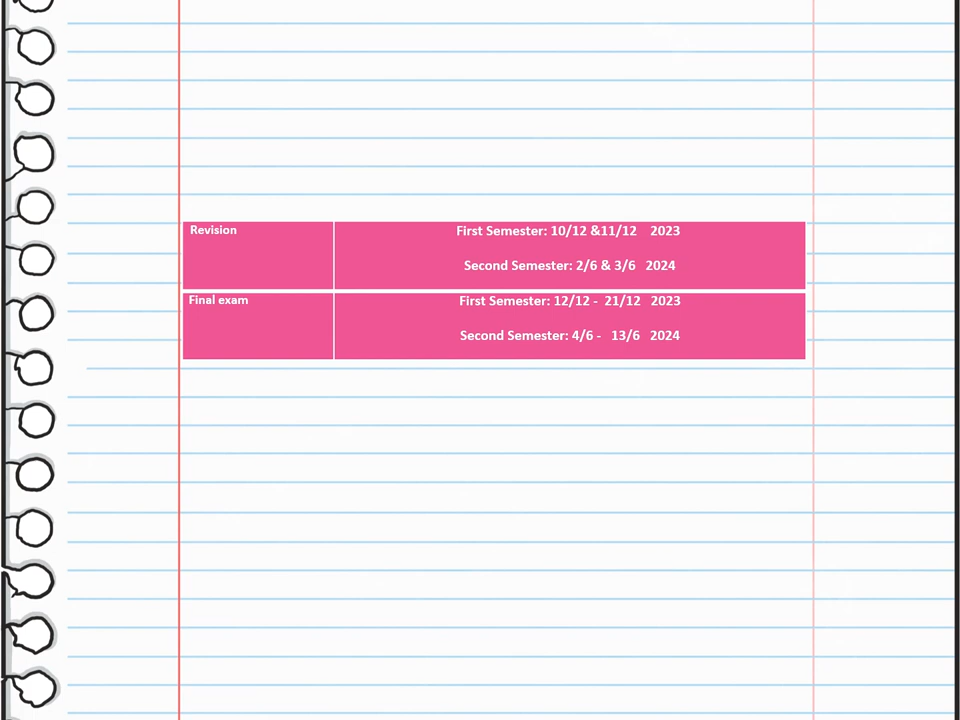 Revision
First Semester: 10/12 &11/12 2023
Second Semester: 2/6 & 3/6 2024
Final exam
First Semester: 12/12 - 21/12 2023
Second Semester: 4/6 - 13/6 2024